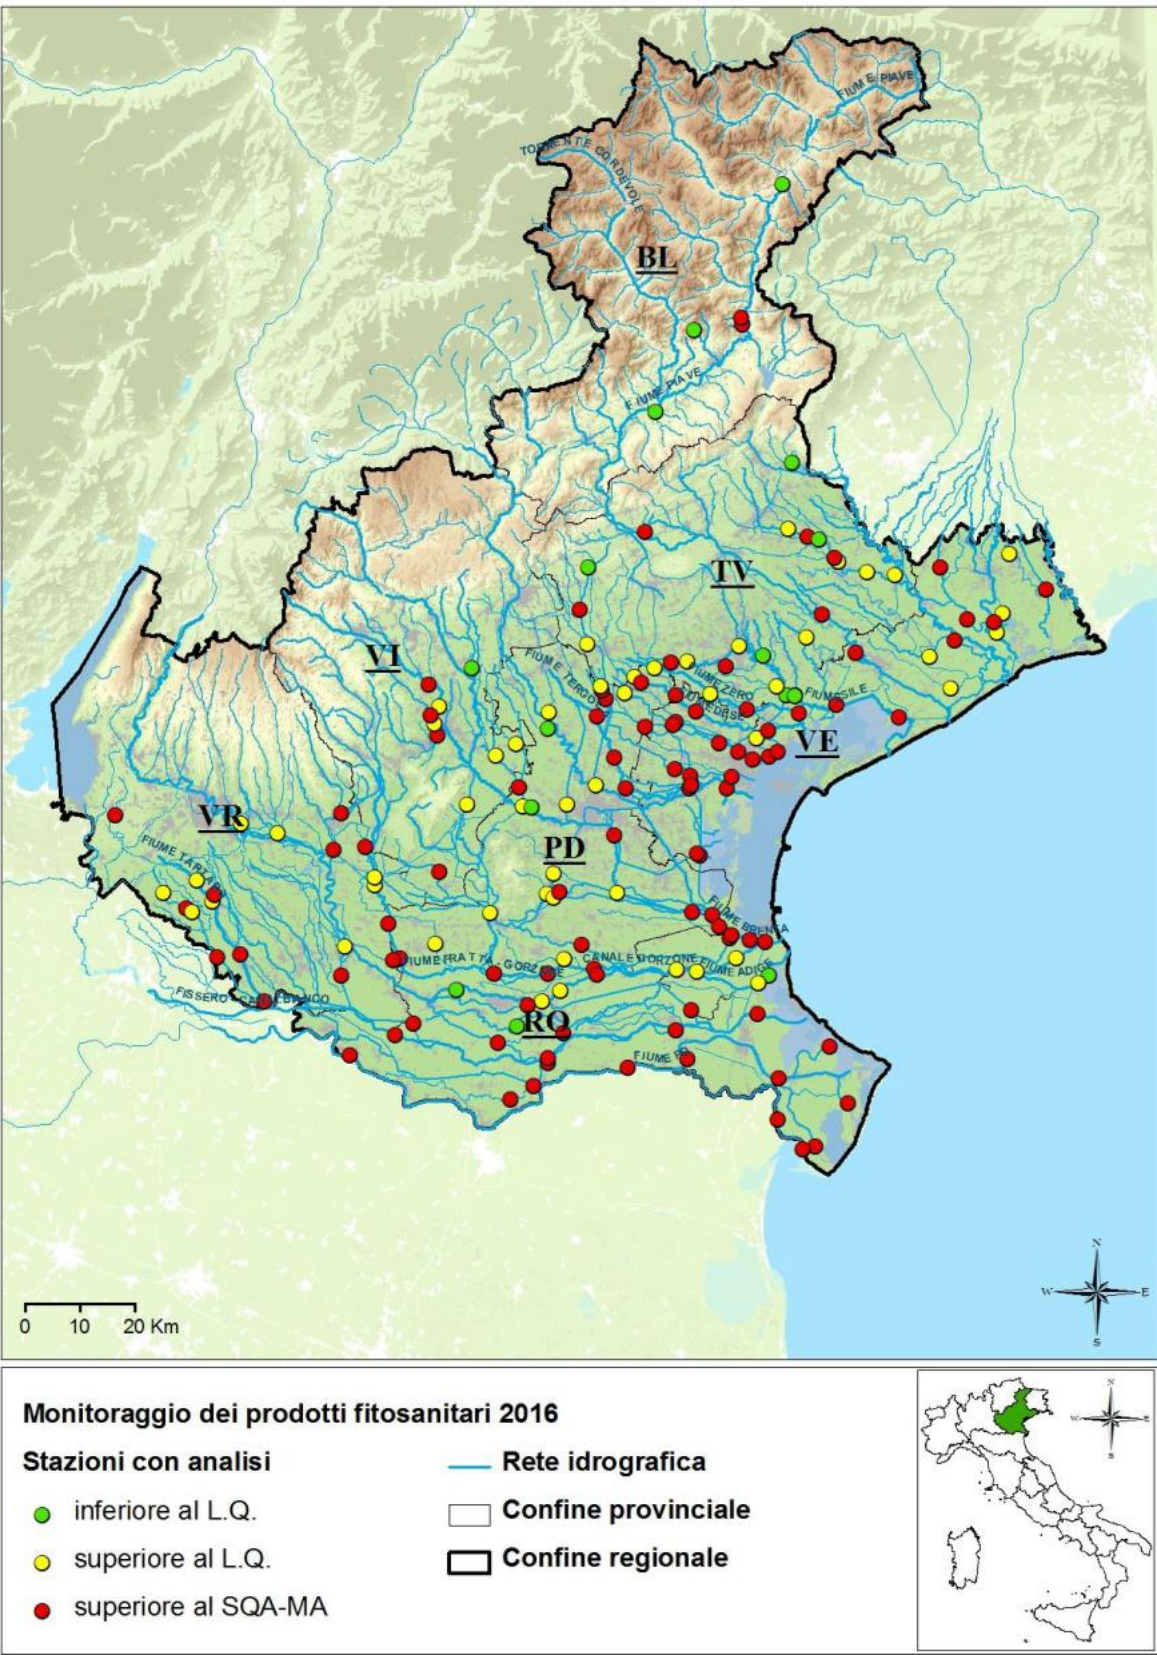 FIUME PIAVE
TORRENTE CORDEVOLE
BL
FIUME PIAVE
TV
VI
FIUME TERGOLA
FIUME ZERO
FIUME DESE
FIUME SILE
VE
VR
FIUME TARTARO
PD
FIUME BRENTA
FIUME FRATTA - GORZONE
CANALE GORZONE
FIUME ADIGE
FISSERO - CANALBIANCO
RO
FIUME PO
N
W
E
S
0 10 20 Km
Monitoraggio dei prodotti fitosanitari 2016
Stazioni con analisi
inferiore al L.Q.
superiore al L.Q.
superiore al SQA-MA
Rete idrografica
Confine provinciale
Confine regionale
N
W
E
S